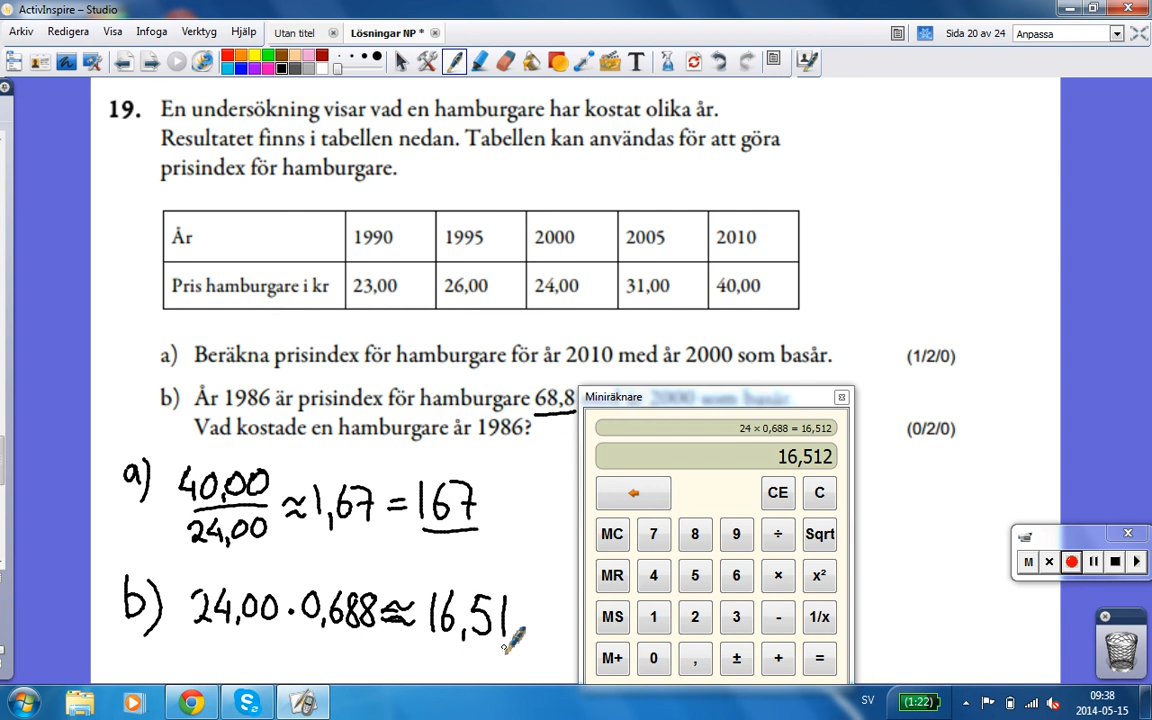 ActivInspire – Studio
Arkiv Redigera Visa Infoga Verktyg Hjälp Utan titel Lösningar NP * Sida 20 av 24 Anpassa
19. En undersökning visar vad en hamburgare har kostat olika år.
Resultatet finns i tabellen nedan. Tabellen kan användas för att göra
prisindex för hamburgare.
År 1990 1995 2000 2005 2010
Pris hamburgare i kr 23,00 26,00 24,00 31,00 40,00
a) Beräkna prisindex för hamburgare för år 2010 med år 2000 som basår. (1/2/0)
b) År 1986 är prisindex för hamburgare 68,8 med år 2000 som basår.
Vad kostade en hamburgare år 1986? (0/2/0)
a) 40,00
24,00 ≈ 1,67 = 167
b) 24,00 · 0,688 ≈ 16,51
Miniräknare
24 × 0,688 = 16,512
16,512
CE C
MC 7 8 9 ÷ Sqrt
MR 4 5 6 × x²
MS 1 2 3 - 1/x
M+ 0 , ± + =
M
SV (1:22) 09:38
2014-05-15